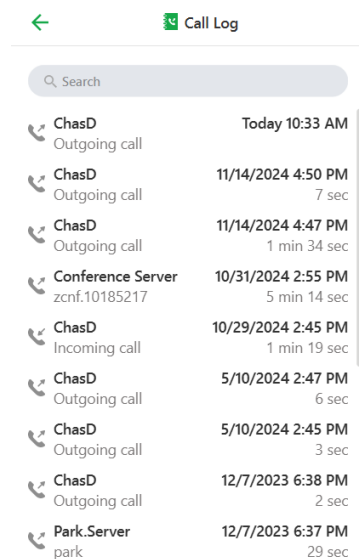 Call Log
Search
ChasD Today 10:33 AM
Outgoing call
ChasD 11/14/2024 4:50 PM
Outgoing call 7 sec
ChasD 11/14/2024 4:47 PM
Outgoing call 1 min 34 sec
Conference Server 10/31/2024 2:55 PM
zcnf.10185217 5 min 14 sec
ChasD 10/29/2024 2:45 PM
Incoming call 1 min 19 sec
ChasD 5/10/2024 2:47 PM
Outgoing call 6 sec
ChasD 5/10/2024 2:45 PM
Outgoing call 3 sec
ChasD 12/7/2023 6:38 PM
Outgoing call 2 sec
Park.Server 12/7/2023 6:37 PM
park 29 sec